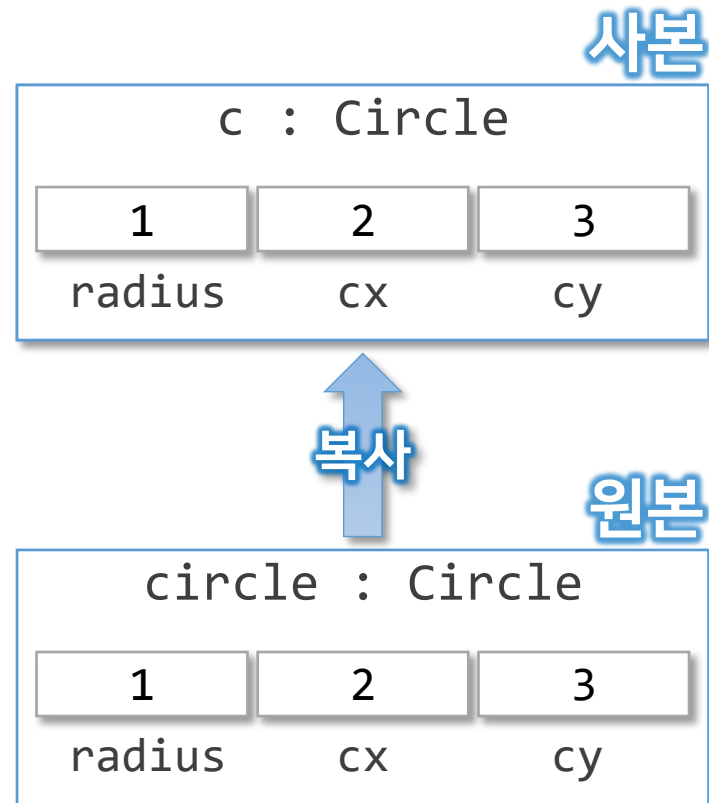 사본
c : Circle
1 2 3
radius cx cy
복사
원본
circle : Circle
1 2 3
radius cx cy